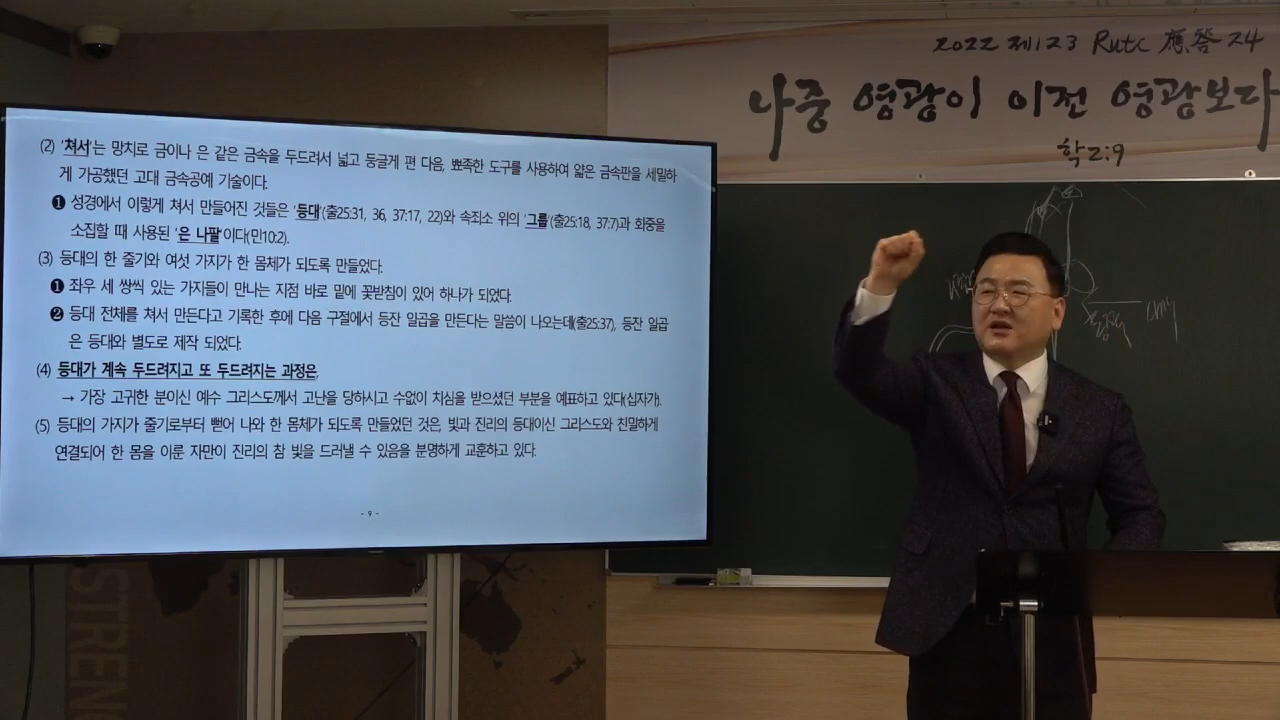 (2) '쳐서'는 망치로 금이나 은 같은 금속을 두드려서 넓고 둥글게 편 다음, 뾰족한 도구를 사용하여 얇은 금속판을 세밀하
게 가공했던 고대 금속공예 기술이다.
❶ 성경에서 이렇게 쳐서 만들어진 것들은 '등대'(출25:31, 36, 37:17, 22)와 속죄소 위의 '그룹'(출25:18, 37:7)과 회중을
소집할 때 사용된 '은 나팔'이다(민10:2).
(3) 등대의 한 줄기와 여섯 가지가 한 몸체가 되도록 만들었다.
❶ 좌우 세 쌍씩 있는 가지들이 만나는 지점 바로 밑에 꽃받침이 있어 하나가 되었다.
❷ 등대 전체를 쳐서 만든다고 기록한 후에 다음 구절에서 등잔 일곱을 만든다는 말씀이 나오는데(출25:37), 등잔 일곱
은 등대와 별도로 제작 되었다.
(4) 등대가 계속 두드려지고 또 두드려지는 과정은,
→ 가장 고귀한 분이신 예수 그리스도께서 고난을 당하시고 수없이 치심을 받으셨던 부분을 예표하고 있다(십자가).
(5) 등대의 가지가 줄기로부터 뻗어 나와 한 몸체가 되도록 만들었던 것은, 빛과 진리의 등대이신 그리스도와 친밀하게
연결되어 한 몸을 이룬 자만이 진리의 참 빛을 드러낼 수 있음을 분명하게 교훈하고 있다.
- 9 -
2022 제123 Rutc 應答 24
나중 영광이 이전 영광보다
학2:9
STREN